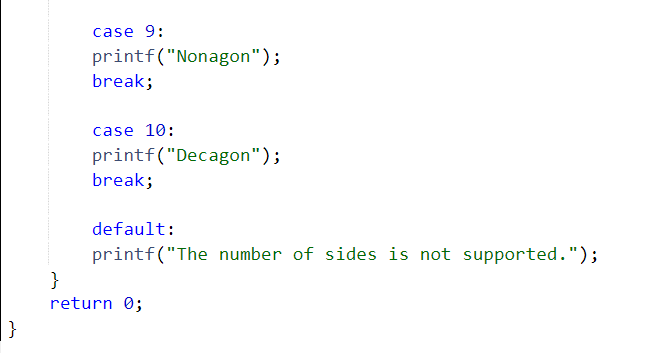 case 9:
printf("Nonagon");
break;
case 10:
printf("Decagon");
break;
default:
printf("The number of sides is not supported.");
}
return 0;
}